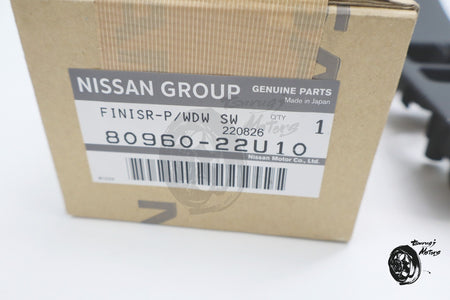 NISSAN GROUP
GENUINE PARTS
Made in Japan
FINISR-P/WDW SW
220826
QTY
1
80960-22U10
Nissan Motor Co., Ltd.
Motors